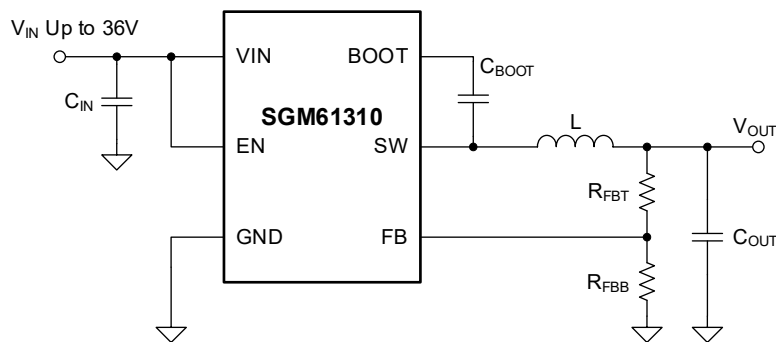 VIN Up to 36V
VIN
BOOT
CBOOT
CIN
SGM61310
L
VOUT
EN
SW
RFBT
GND
FB
COUT
RFBB